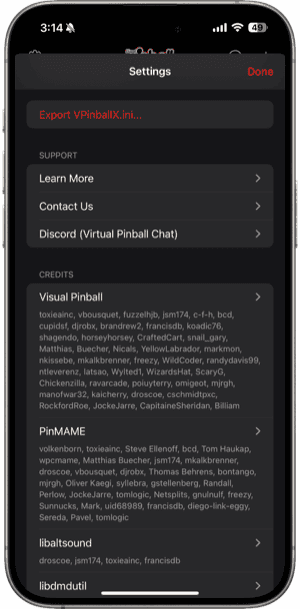 3:14
49
Pinball
Settings
Done
Export VPinballX.ini...
SUPPORT
Learn More
Contact Us
Discord (Virtual Pinball Chat)
CREDITS
Visual Pinball
toxieainc, vbousquet, fuzzelhjb, jsm174, c-f-h, bcd,
cupidsf, djrobx, brandrew2, francisdb, koadic76,
shagendo, horseyhorsey, CraftedCart, snail_gary,
Matthias, Buecher, Nicals, YellowLabrador, markmon,
nkissebe, mkalkbrenner, freezy, WildCoder, randydavis99,
ntleverenz, latsao, Wylted1, WizardsHat, ScaryG,
Chickenzilla, ravarcade, poiuyterry, omigeot, mjrgh,
manofwar32, kaicherry, droscoe, cschmidtpxc,
RockfordRoe, JockeJarre, CapitaineSheridan, Billiam
PinMAME
volkenborn, toxieainc, Steve Ellenoff, bcd, Tom Haukap,
wpcmame, Matthias Buecher, jsm174, mkalkbrenner,
droscoe, vbousquet, djrobx, Thomas Behrens, bontango,
mjrgh, Oliver Kaegi, syllebra, gstellenberg, Randall,
Perlow, JockeJarre, tomlogic, Netsplits, gnulnulf, freezy,
Sunnucks, Mark, uid68989, francisdb, diego-link-eggy,
Sereda, Pavel, tomlogic
libaltsound
droscoe, jsm174, toxieainc, francisdb
libdmdutil